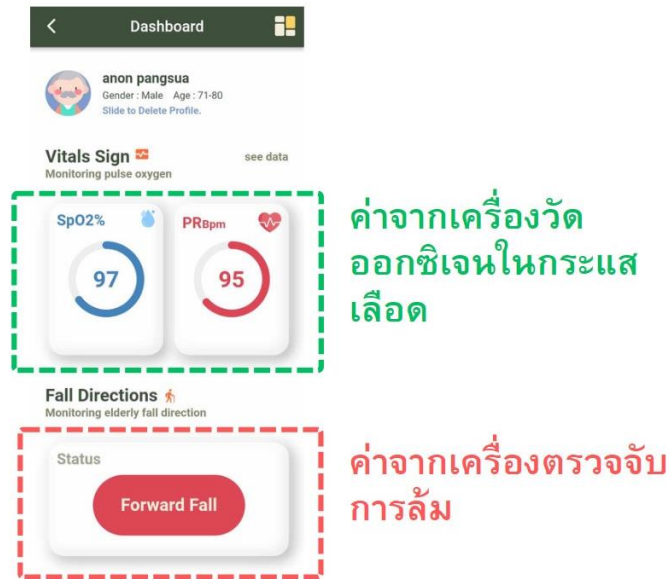 Dashboard
anon pangsua
Gender : Male Age : 71-80
Slide to Delete Profile.
Vitals Sign
see data
Monitoring pulse oxygen
SpO2%
PRBpm
97
95
ค่าจากเครื่องวัด
ออกซิเจนในกระแส
เลือด
Fall Directions
Monitoring elderly fall direction
Status
Forward Fall
ค่าจากเครื่องตรวจจับ
การล้ม